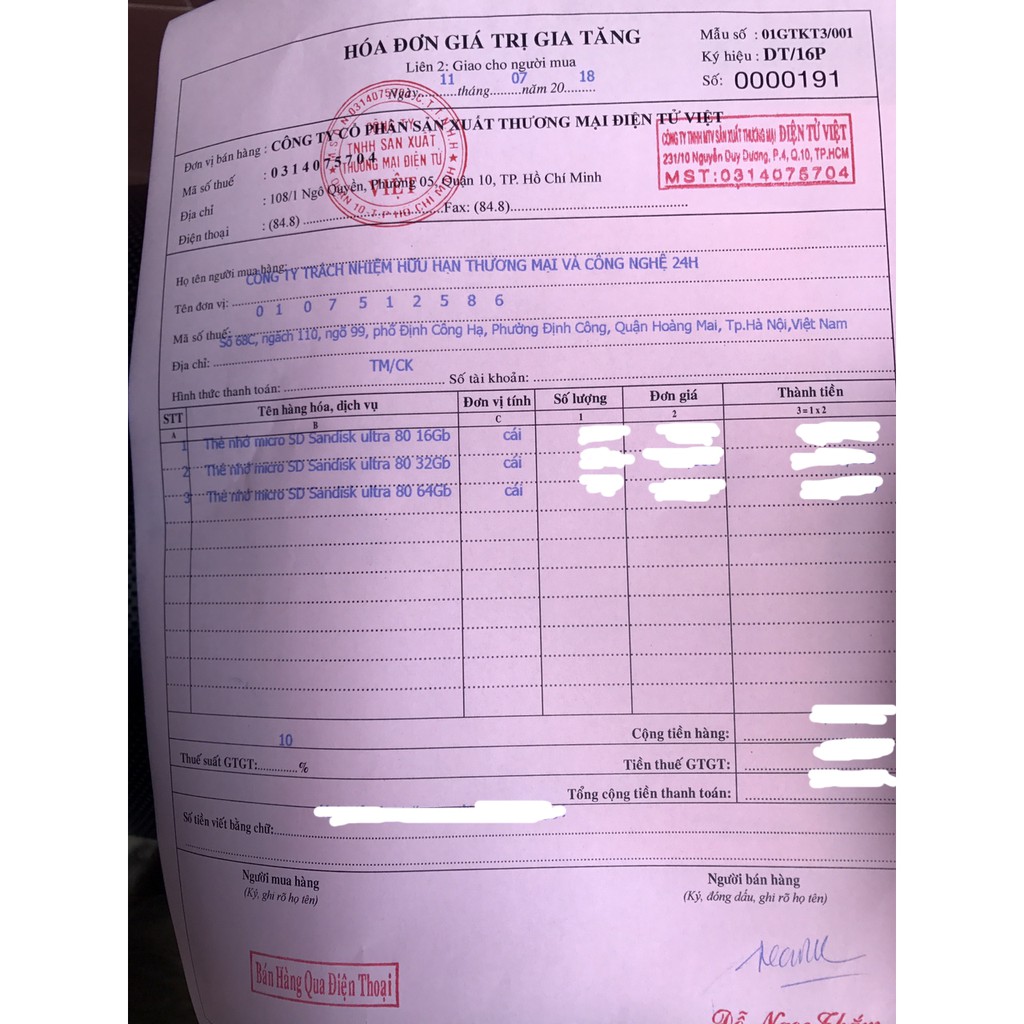 HÓA ĐƠN GIÁ TRỊ GIA TĂNG
Mẫu số : 01GTKT3/001
Liên 2: Giao cho người mua
Ký hiệu : DT/16P
Ngày 11 tháng 07 năm 20 18
Số: 0000191
Đơn vị bán hàng : CÔNG TY CỔ PHẦN SẢN XUẤT THƯƠNG MẠI ĐIỆN TỬ VIỆT
Mã số thuế : 0314075704
Địa chỉ : 108/1 Ngô Quyền, Phường 05, Quận 10, TP. Hồ Chí Minh
Điện thoại : (84.8) Fax: (84.8)
TNHH SẢN XUẤT
THƯƠNG MẠI ĐIỆN TỬ
VIỆT
CÔNG TY TNHH MTV SẢN XUẤT THƯƠNG MẠI ĐIỆN TỬ VIỆT
231/10 Nguyễn Duy Dương, P.4, Q.10, TP.HCM
MST:0314075704
Họ tên người mua hàng:
CÔNG TY TRÁCH NHIỆM HỮU HẠN THƯƠNG MẠI VÀ CÔNG NGHỆ 24H
Tên đơn vị:
0 1 0 7 5 1 2 5 8 6
Mã số thuế:
Số 68C, ngách 110, ngõ 99, phố Định Công Hạ, Phường Định Công, Quận Hoàng Mai, Tp.Hà Nội,Việt Nam
Địa chỉ:
TM/CK
Hình thức thanh toán: Số tài khoản:
STT Tên hàng hóa, dịch vụ Đơn vị tính Số lượng Đơn giá Thành tiền
A B C 1 2 3 = 1 x 2
1 Thẻ nhớ micro SD Sandisk ultra 80 16Gb cái
2 Thẻ nhớ micro SD Sandisk ultra 80 32Gb cái
3 Thẻ nhớ micro SD Sandisk ultra 80 64Gb cái
Cộng tiền hàng:
Thuế suất GTGT: 10 % Tiền thuế GTGT:
Tổng cộng tiền thanh toán:
Số tiền viết bằng chữ:
Người mua hàng Người bán hàng
(Ký, ghi rõ họ tên) (Ký, đóng dấu, ghi rõ họ tên)
Bán Hàng Qua Điện Thoại